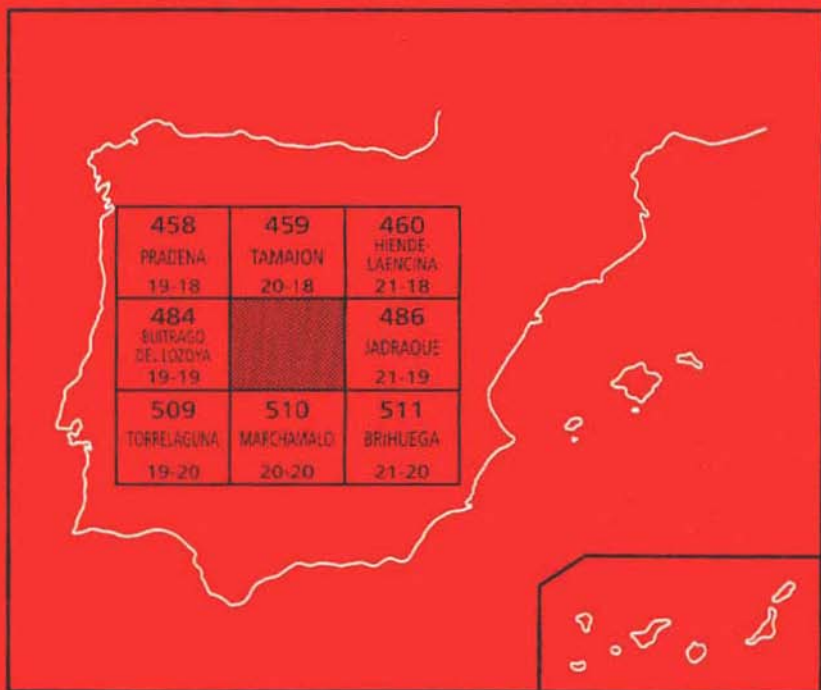 458
PRADENA
19-18
459
TAMAJON
20-18
460
HIENDE-
LAENCINA
21-18
484
BUITRAGO
DEL LOZOYA
19-19
486
JADRAQUE
21-19
509
TORRELAGUNA
19-20
510
MARCHAMALO
20-20
511
BRIHUEGA
21-20